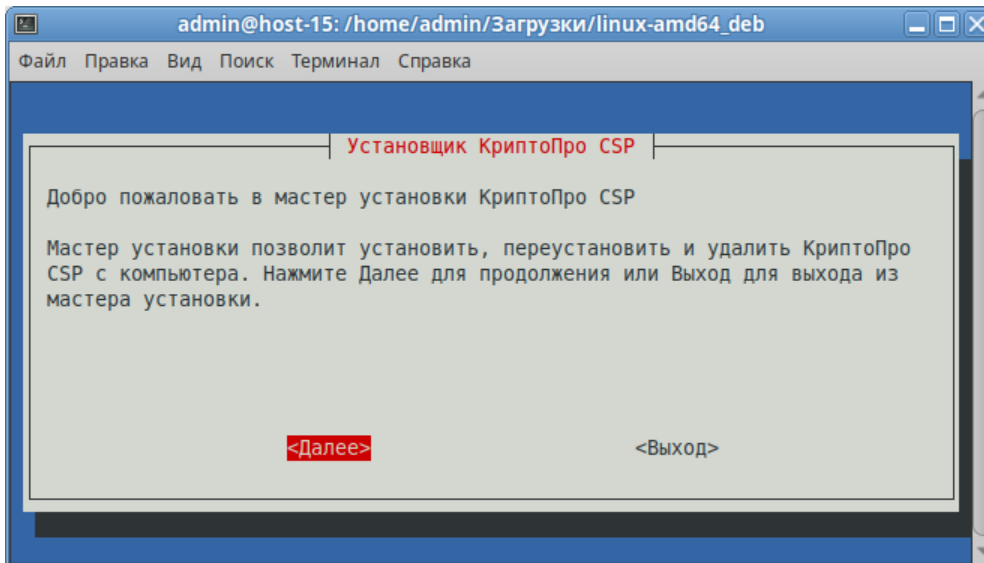 admin@host-15: /home/admin/Загрузки/linux-amd64_deb
Файл Правка Вид Поиск Терминал Справка
Установщик КриптоПро CSP
Добро пожаловать в мастер установки КриптоПро CSP
Мастер установки позволит установить, переустановить и удалить КриптоПро
CSP с компьютера. Нажмите Далее для продолжения или Выход для выхода из
мастера установки.
<Далее> <Выход>